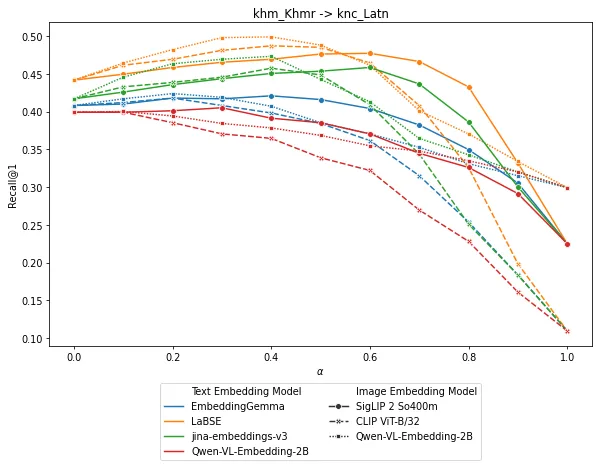 khm_Khmr -> knc_Latn
0.50
0.45
0.40
0.35
0.30
0.25
0.20
0.15
0.10
Recall@1
0.0
0.2
0.4
0.6
0.8
1.0
α
Text Embedding Model
EmbeddingGemma
LaBSE
jina-embeddings-v3
Qwen-VL-Embedding-2B
Image Embedding Model
SigLIP 2 So400m
CLIP ViT-B/32
Qwen-VL-Embedding-2B